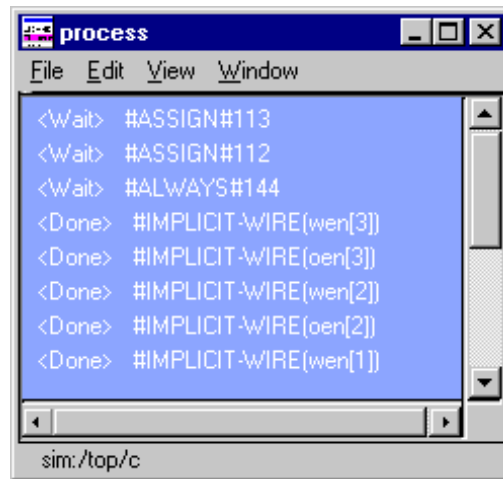 process
File Edit View Window
<Wait> #ASSIGN#113
<Wait> #ASSIGN#112
<Wait> #ALWAYS#144
<Done> #IMPLICIT-WIRE(wen[3])
<Done> #IMPLICIT-WIRE(oen[3])
<Done> #IMPLICIT-WIRE(wen[2])
<Done> #IMPLICIT-WIRE(oen[2])
<Done> #IMPLICIT-WIRE(wen[1])
sim:/top/c